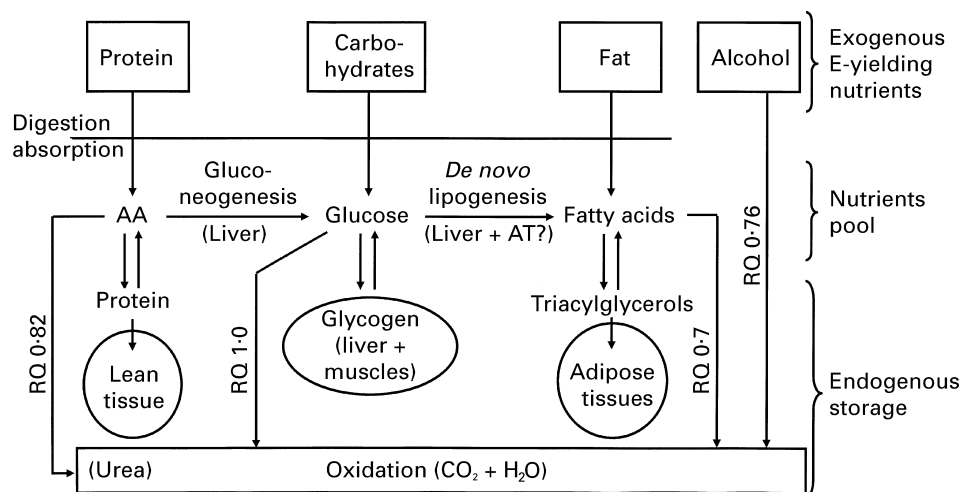 Protein
Carbo-
hydrates
Fat
Alcohol
Exogenous
E-yielding
nutrients
Digestion
absorption
Gluco-
neogenesis
(Liver)
De novo
lipogenesis
(Liver + AT?)
AA
Glucose
Fatty acids
Nutrients
pool
RQ 0·82
RQ 1·0
RQ 0·7
RQ 0·76
Protein
Lean
tissue
Glycogen
(liver +
muscles)
Triacylglycerols
Adipose
tissues
Endogenous
storage
(Urea)
Oxidation (CO₂ + H₂O)